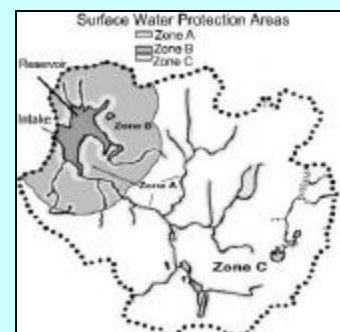 Surface Water Protection Areas
Zone A
Zone B
Zone C
Reservoir
Intake
Zone B
Zone A
Zone C